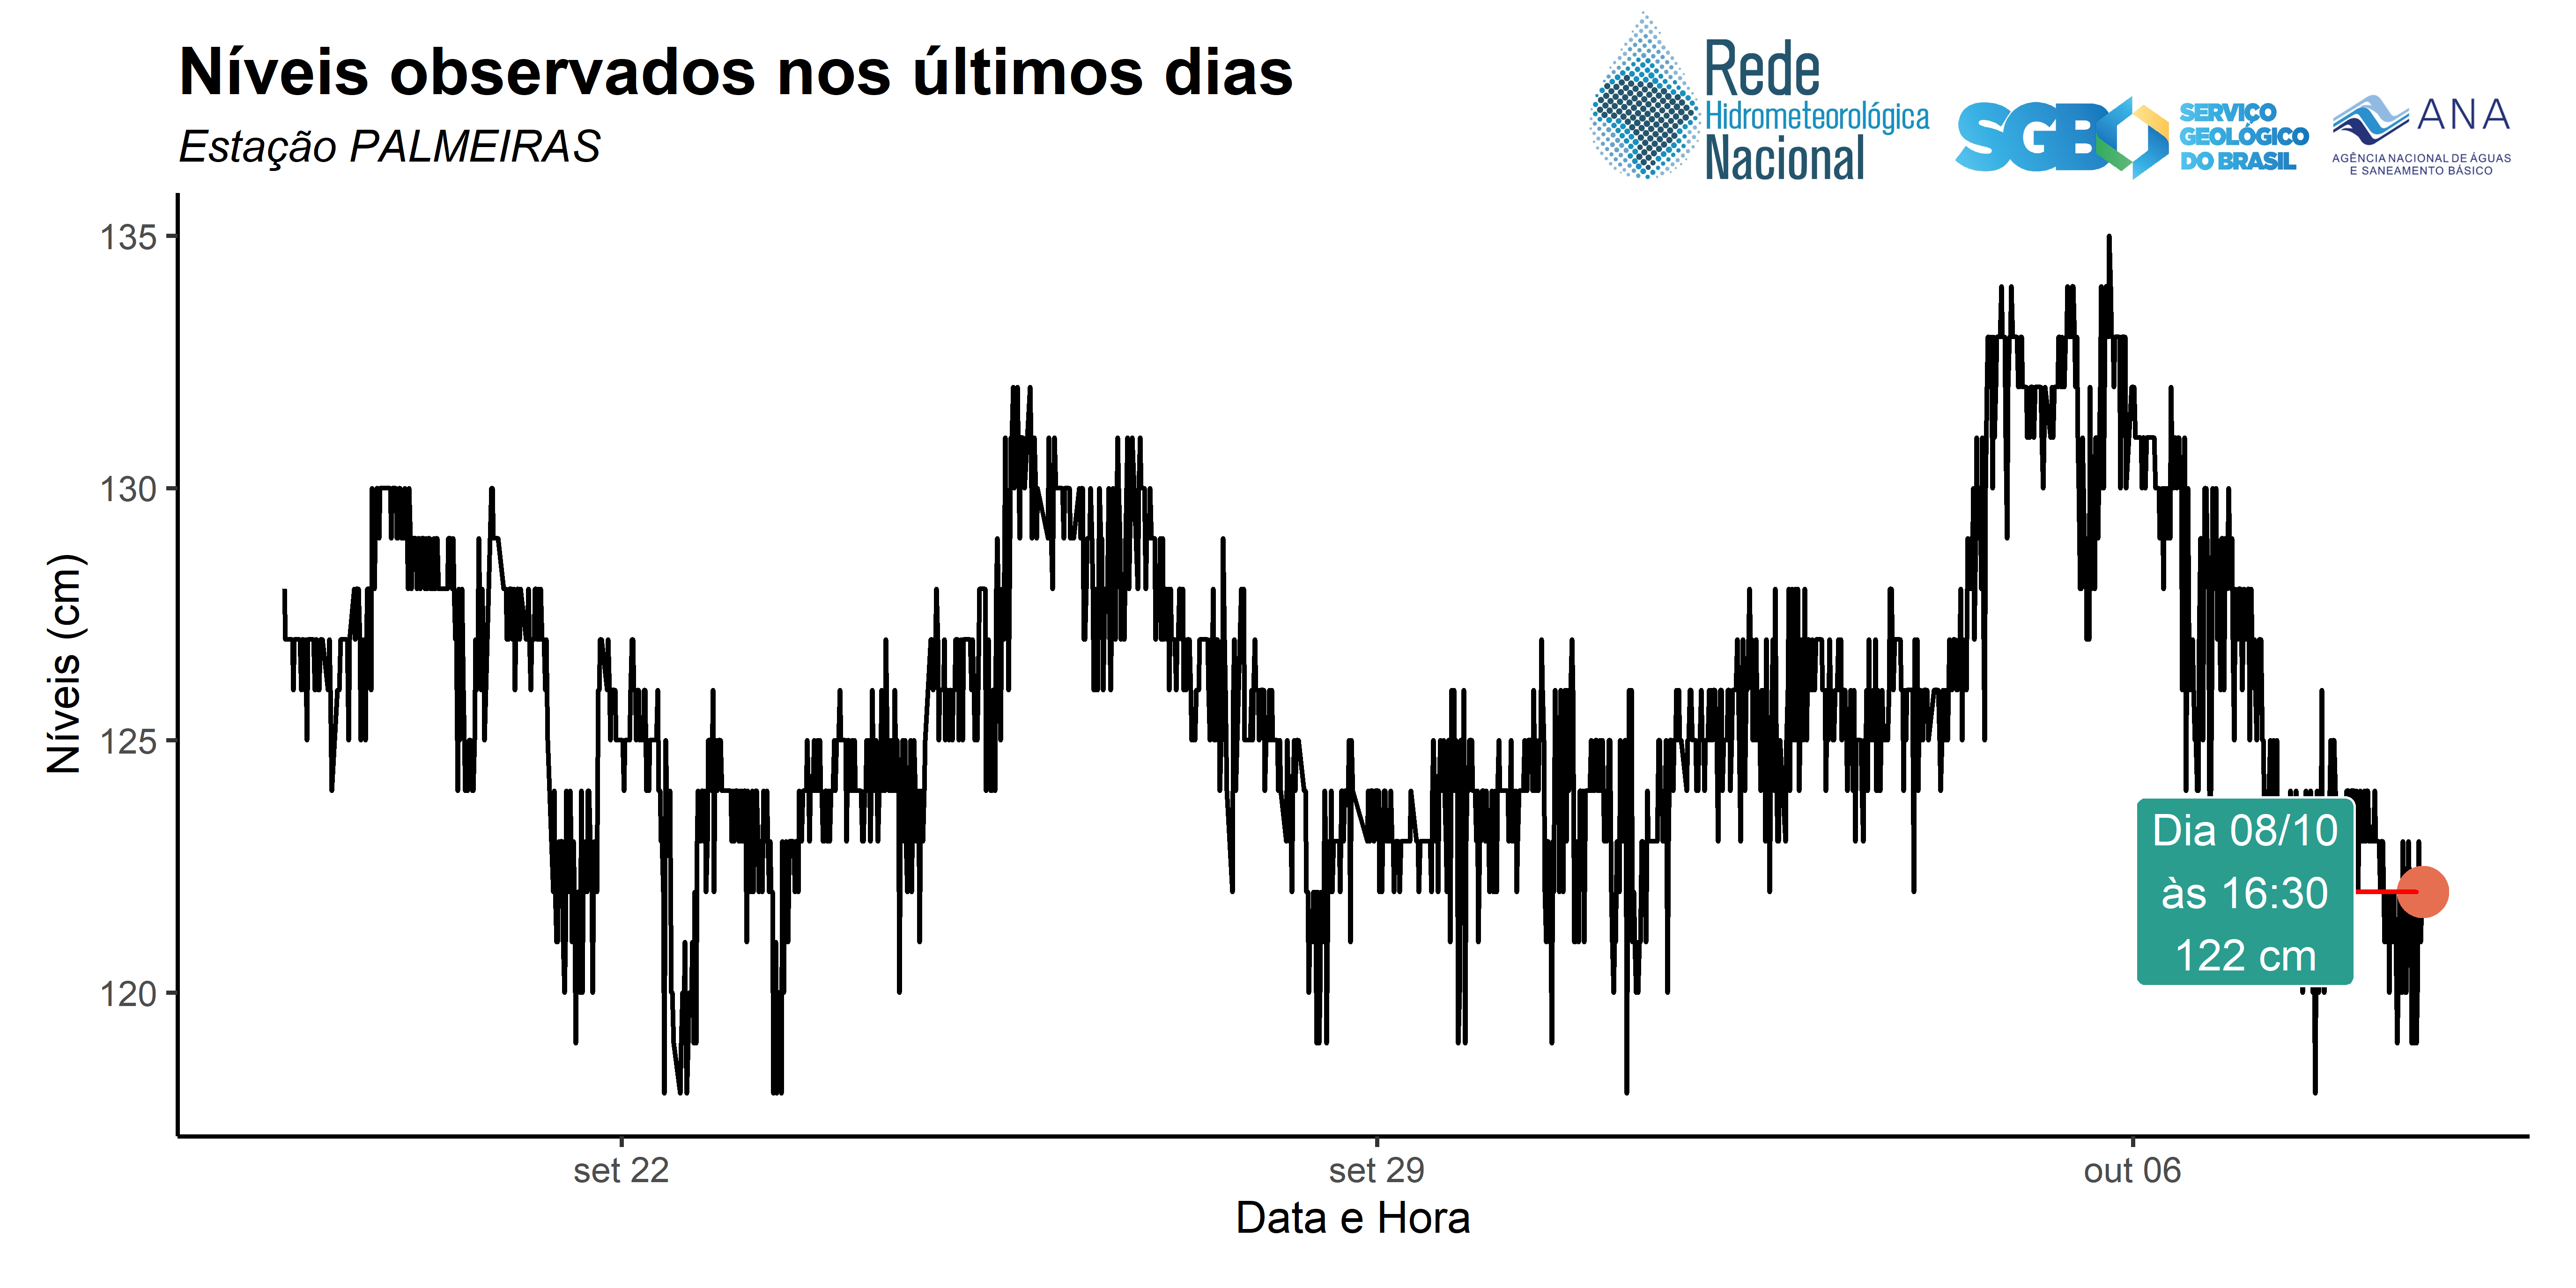 Níveis observados nos últimos dias
Estação PALMEIRAS
Rede
Hidrometeorológica
Nacional
SGB
SERVIÇO
GEOLÓGICO
DO BRASIL
ANA
AGÊNCIA NACIONAL DE ÁGUAS
E SANEAMENTO BÁSICO
Níveis (cm)
135
130
125
120
Dia 08/10
às 16:30
122 cm
set 22
set 29
out 06
Data e Hora